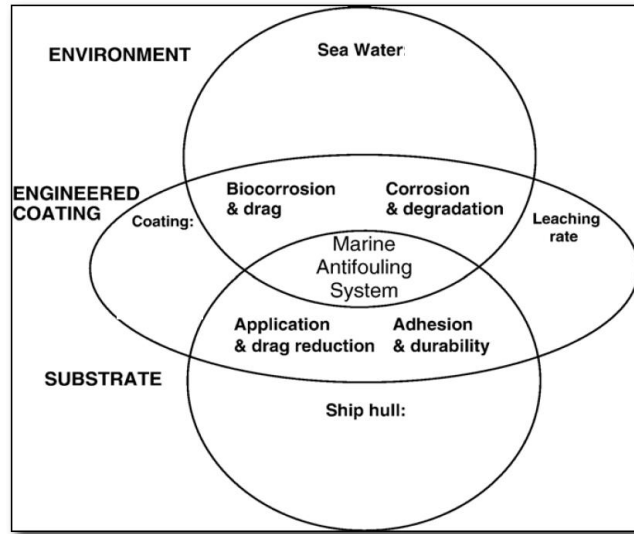 ENVIRONMENT
Sea Water:
ENGINEERED
COATING
Coating:
Biocorrosion
& drag
Corrosion
& degradation
Leaching
rate
Marine
Antifouling
System
Application
& drag reduction
Adhesion
& durability
SUBSTRATE
Ship hull: